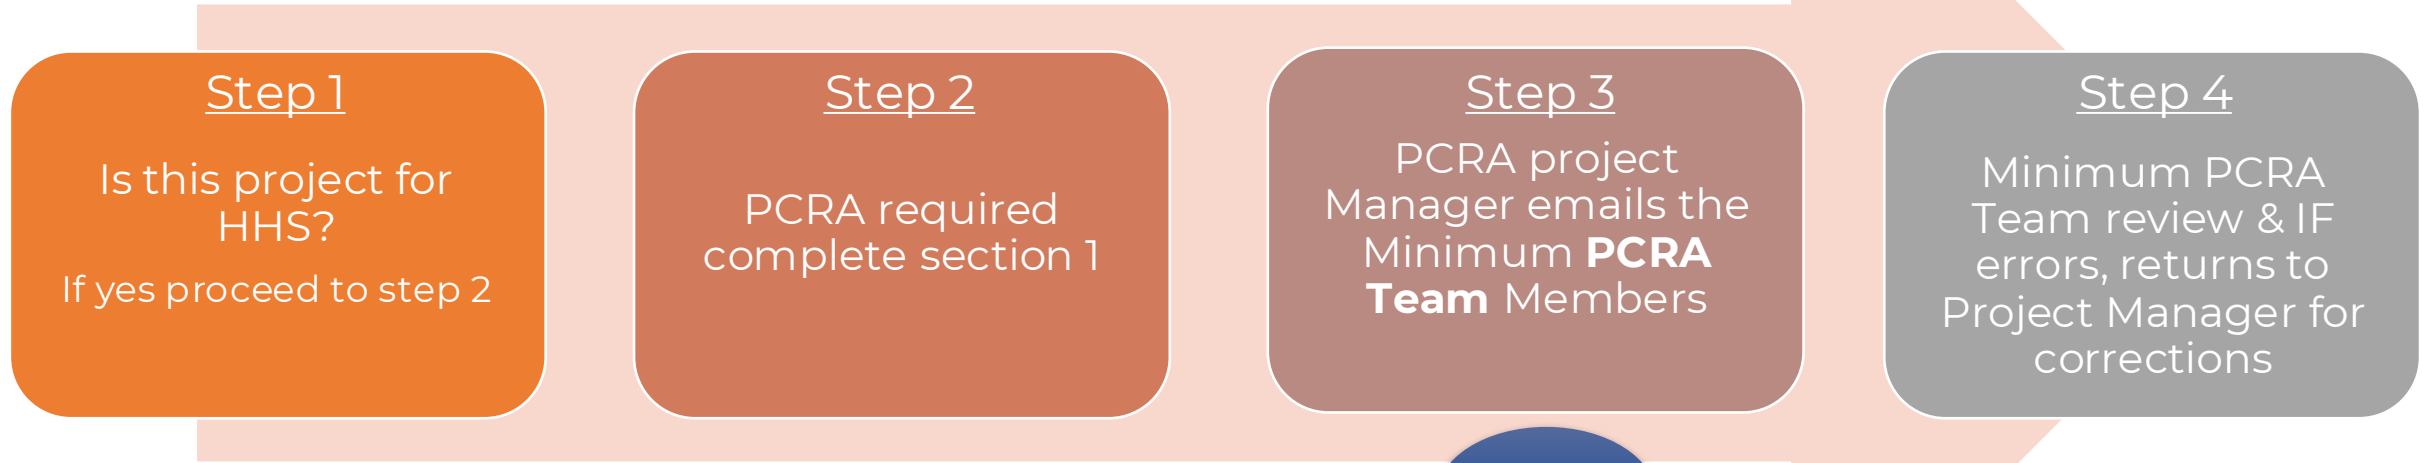 Step 1
Is this project for
HHS?
If yes proceed to step 2
Step 2
PCRA required
complete section 1
Step 3
PCRA project
Manager emails the
Minimum PCRA
Team Members
Step 4
Minimum PCRA
Team review & IF
errors, returns to
Project Manager for
corrections